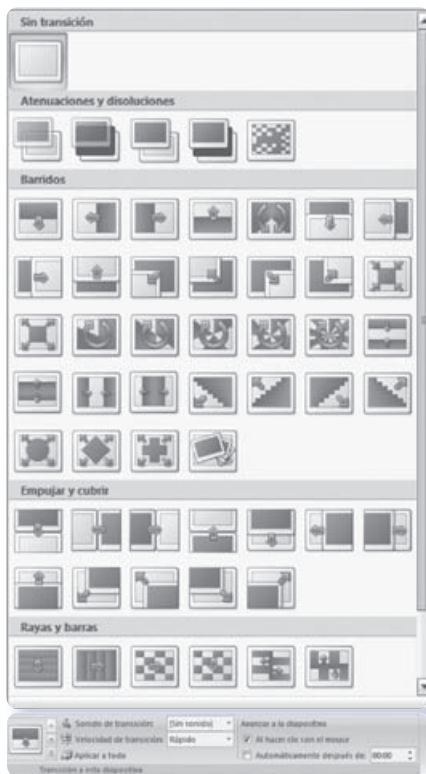 Sin transición
Atenuaciones y disoluciones
Barridos
Empujar y cubrir
Rayas y barras
Sonido de transición: [Sin sonido] Avanzar a la diapositiva
Velocidad de transición: Rápido Al hacer clic con el mouse
Aplicar a todo Automáticamente después de: 00:00
Transición a esta diapositiva